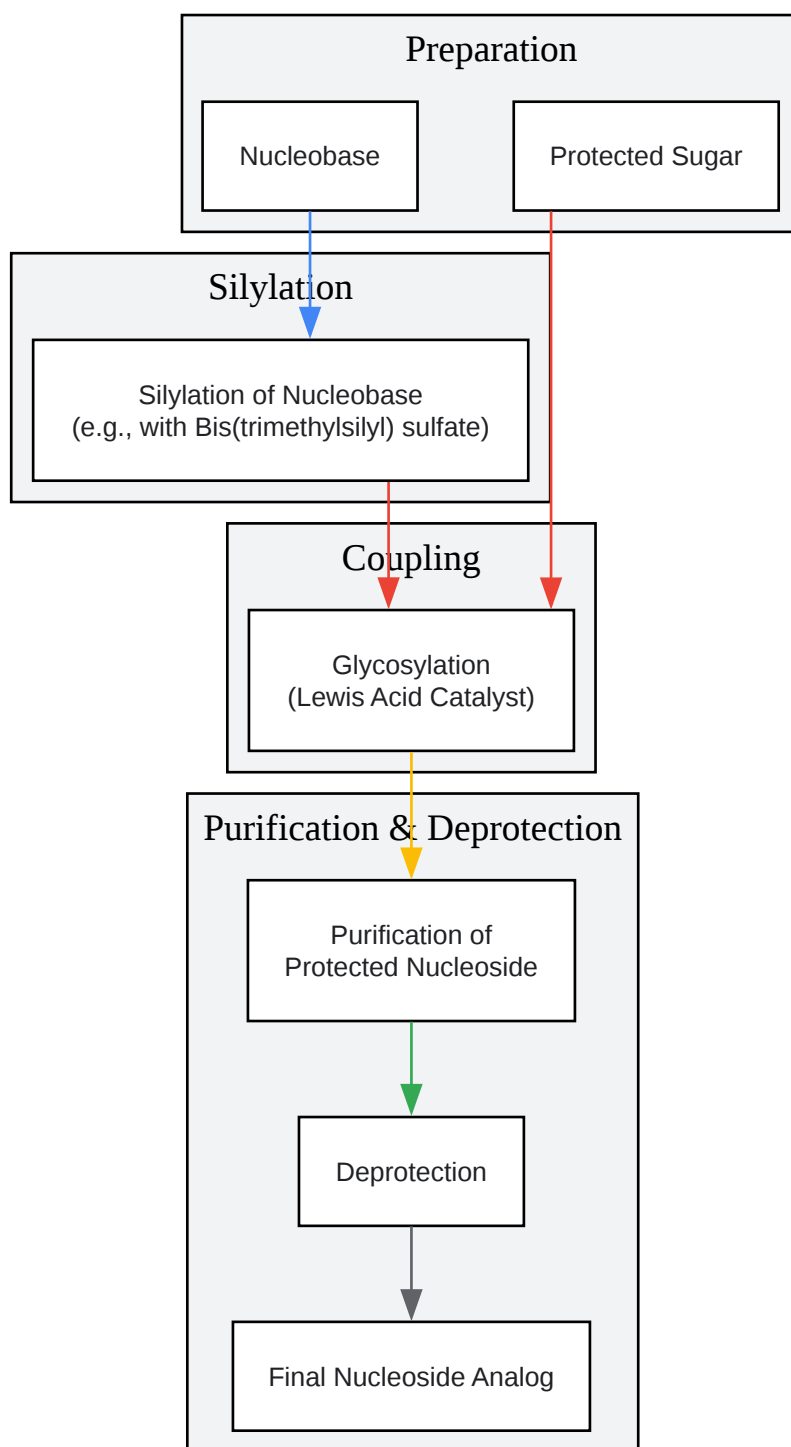 Preparation
Nucleobase
Protected Sugar
Silylation
Silylation of Nucleobase
(e.g., with Bis(trimethylsilyl) sulfate)
Coupling
Glycosylation
(Lewis Acid Catalyst)
Purification & Deprotection
Purification of
Protected Nucleoside
Deprotection
Final Nucleoside Analog